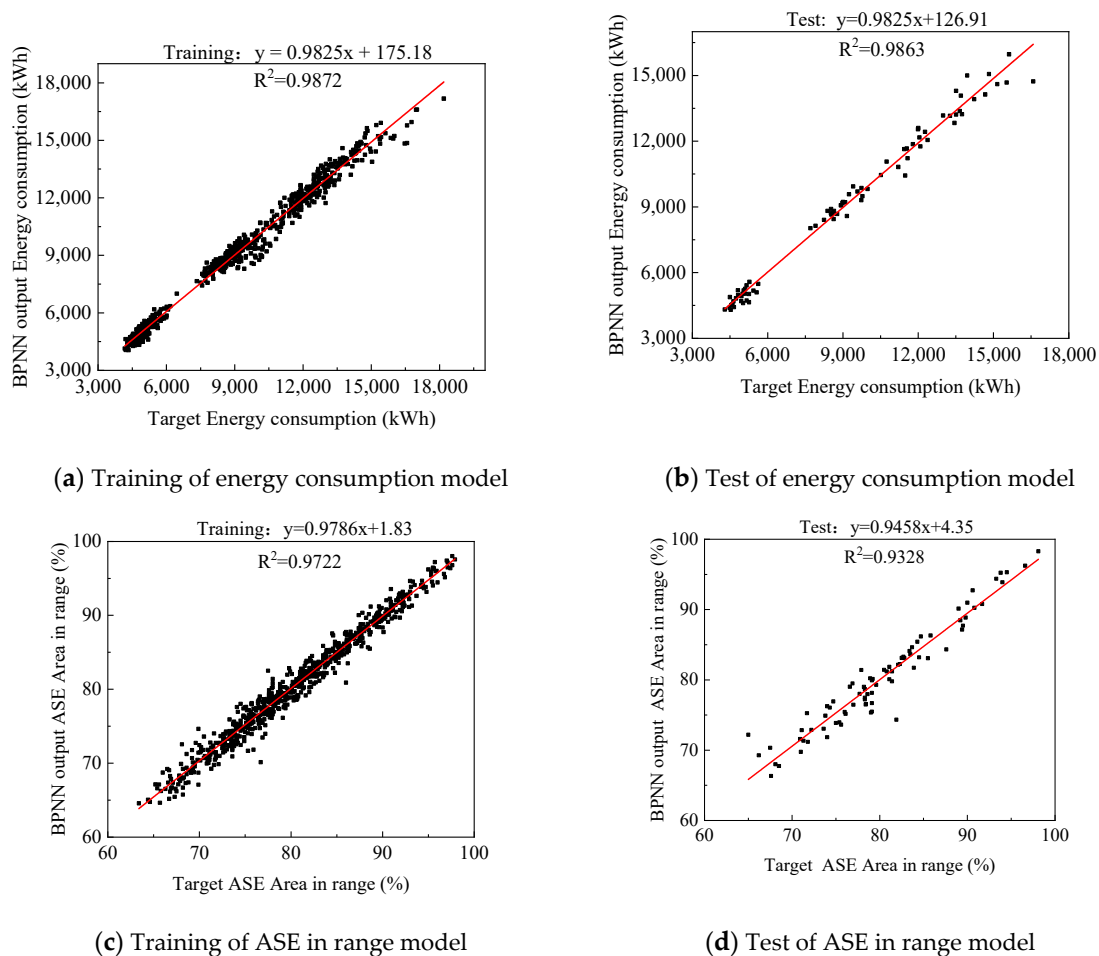 Training：y = 0.9825x + 175.18
R²=0.9872
BPNN output Energy consumption (kWh)
18,000
15,000
12,000
9,000
6,000
3,000
3,000 6,000 9,000 12,000 15,000 18,000
Target Energy consumption (kWh)
(a) Training of energy consumption model
Test: y=0.9825x+126.91
R²=0.9863
BPNN output Energy consumption (kWh)
15,000
12,000
9,000
6,000
3,000
3,000 6,000 9,000 12,000 15,000 18,000
Target Energy consumption (kWh)
(b) Test of energy consumption model
Training：y=0.9786x+1.83
R²=0.9722
BPNN output ASE Area in range (%)
100
90
80
70
60
60 70 80 90 100
Target ASE Area in range (%)
(c) Training of ASE in range model
Test: y=0.9458x+4.35
R²=0.9328
BPNN output ASE Area in range (%)
100
90
80
70
60
60 70 80 90 100
Target ASE Area in range (%)
(d) Test of ASE in range model